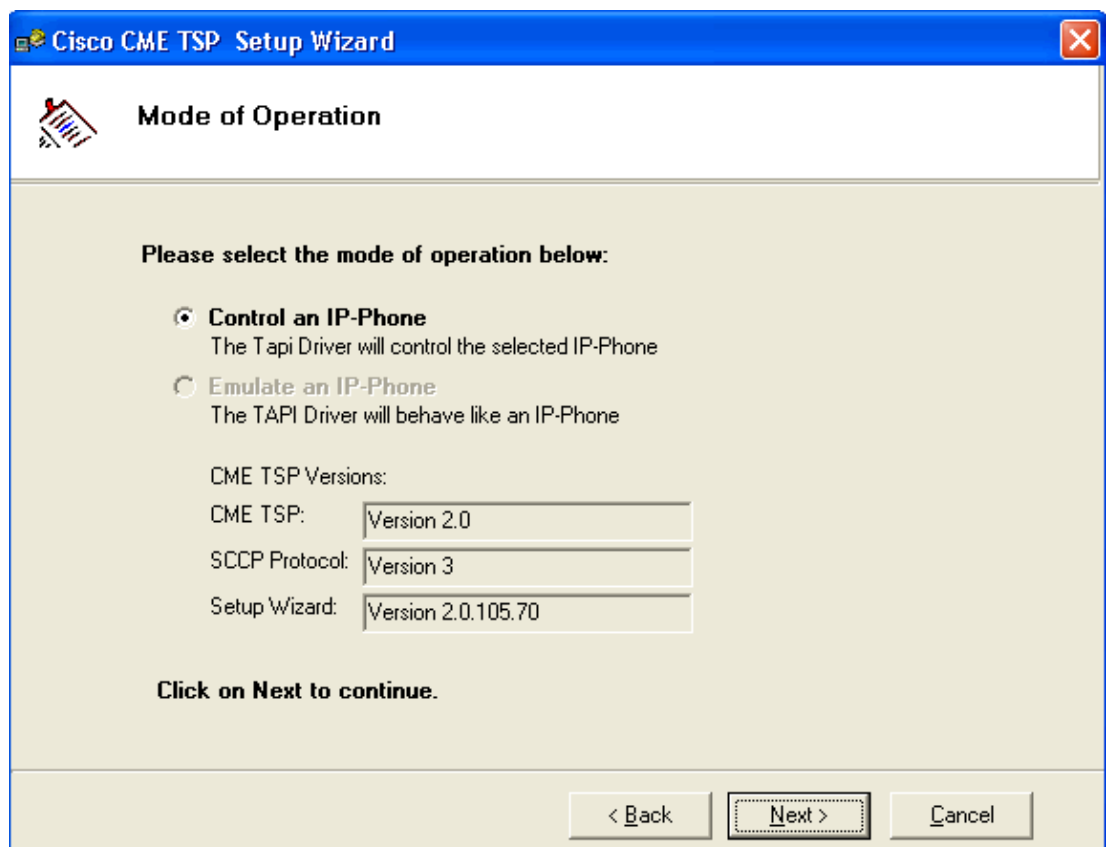 Cisco CME TSP Setup Wizard
Mode of Operation
Please select the mode of operation below:
Control an IP-Phone
The Tapi Driver will control the selected IP-Phone
Emulate an IP-Phone
The TAPI Driver will behave like an IP-Phone
CME TSP Versions:
CME TSP: Version 2.0
SCCP Protocol: Version 3
Setup Wizard: Version 2.0.105.70
Click on Next to continue.
< Back Next > Cancel